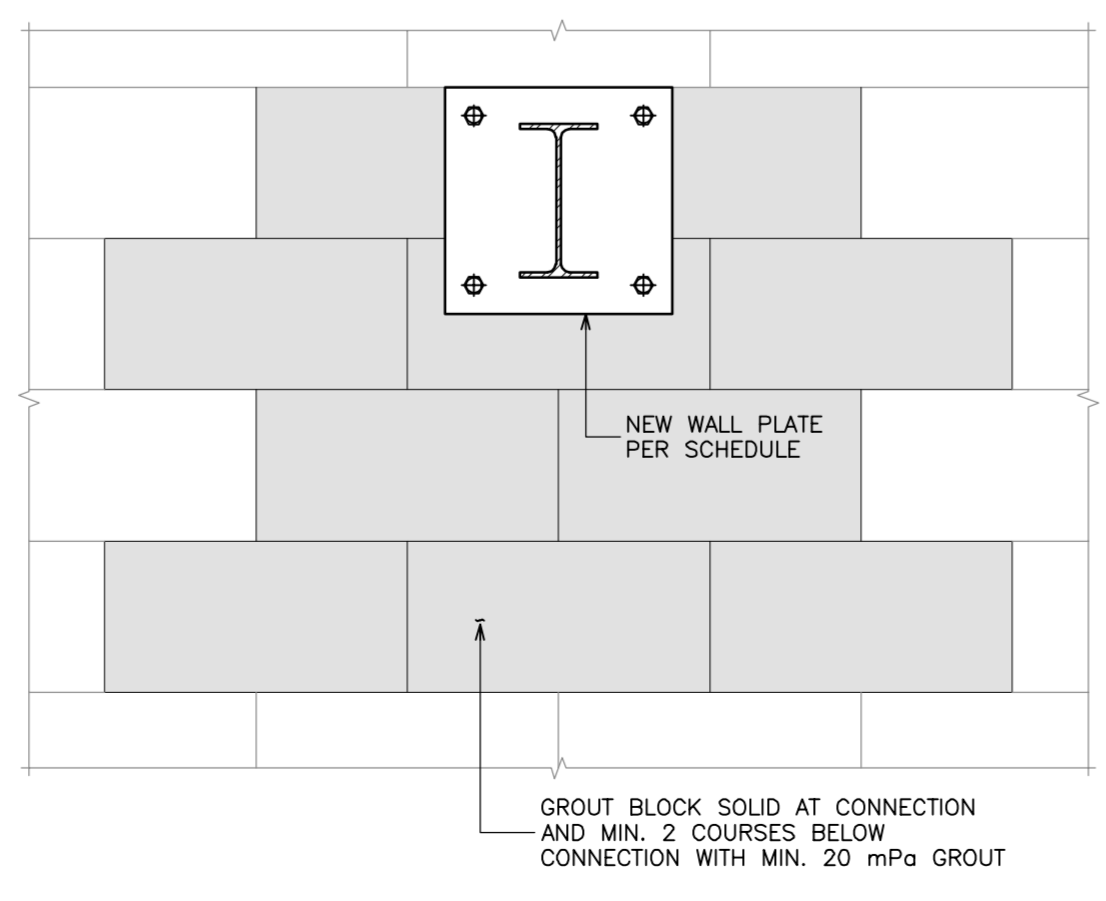 NEW WALL PLATE
PER SCHEDULE
GROUT BLOCK SOLID AT CONNECTION
AND MIN. 2 COURSES BELOW
CONNECTION WITH MIN. 20 mPa GROUT